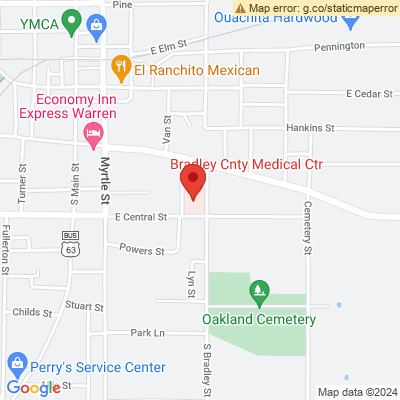 Map error: g.co/staticmaperror
Pine
Ouachita Hardwood
YMCA
E Elm St
Pennington
El Ranchito Mexican
E Cedar St
Economy Inn
Express Warren
Hankins St
Van St
Bradley Cnty Medical Ctr
Myrtle St
S Main St
Turner St
Cemetery St
E Central St
BUS
63
Powers St
Fullerton St
Lyn St
Stuart St
Childs St
Oakland Cemetery
Park Ln
S Bradley St
Perry's Service Center
Google
St
Map data ©2024